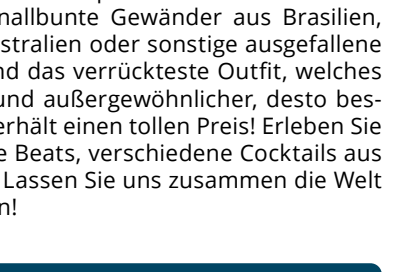 nallbunte Gewänder aus Brasilien,
stralien oder sonstige ausgefallene
nd das verrückteste Outfit, welches
und außergewöhnlicher, desto bes-
erhält einen tollen Preis! Erleben Sie
e Beats, verschiedene Cocktails aus
Lassen Sie uns zusammen die Welt
n!